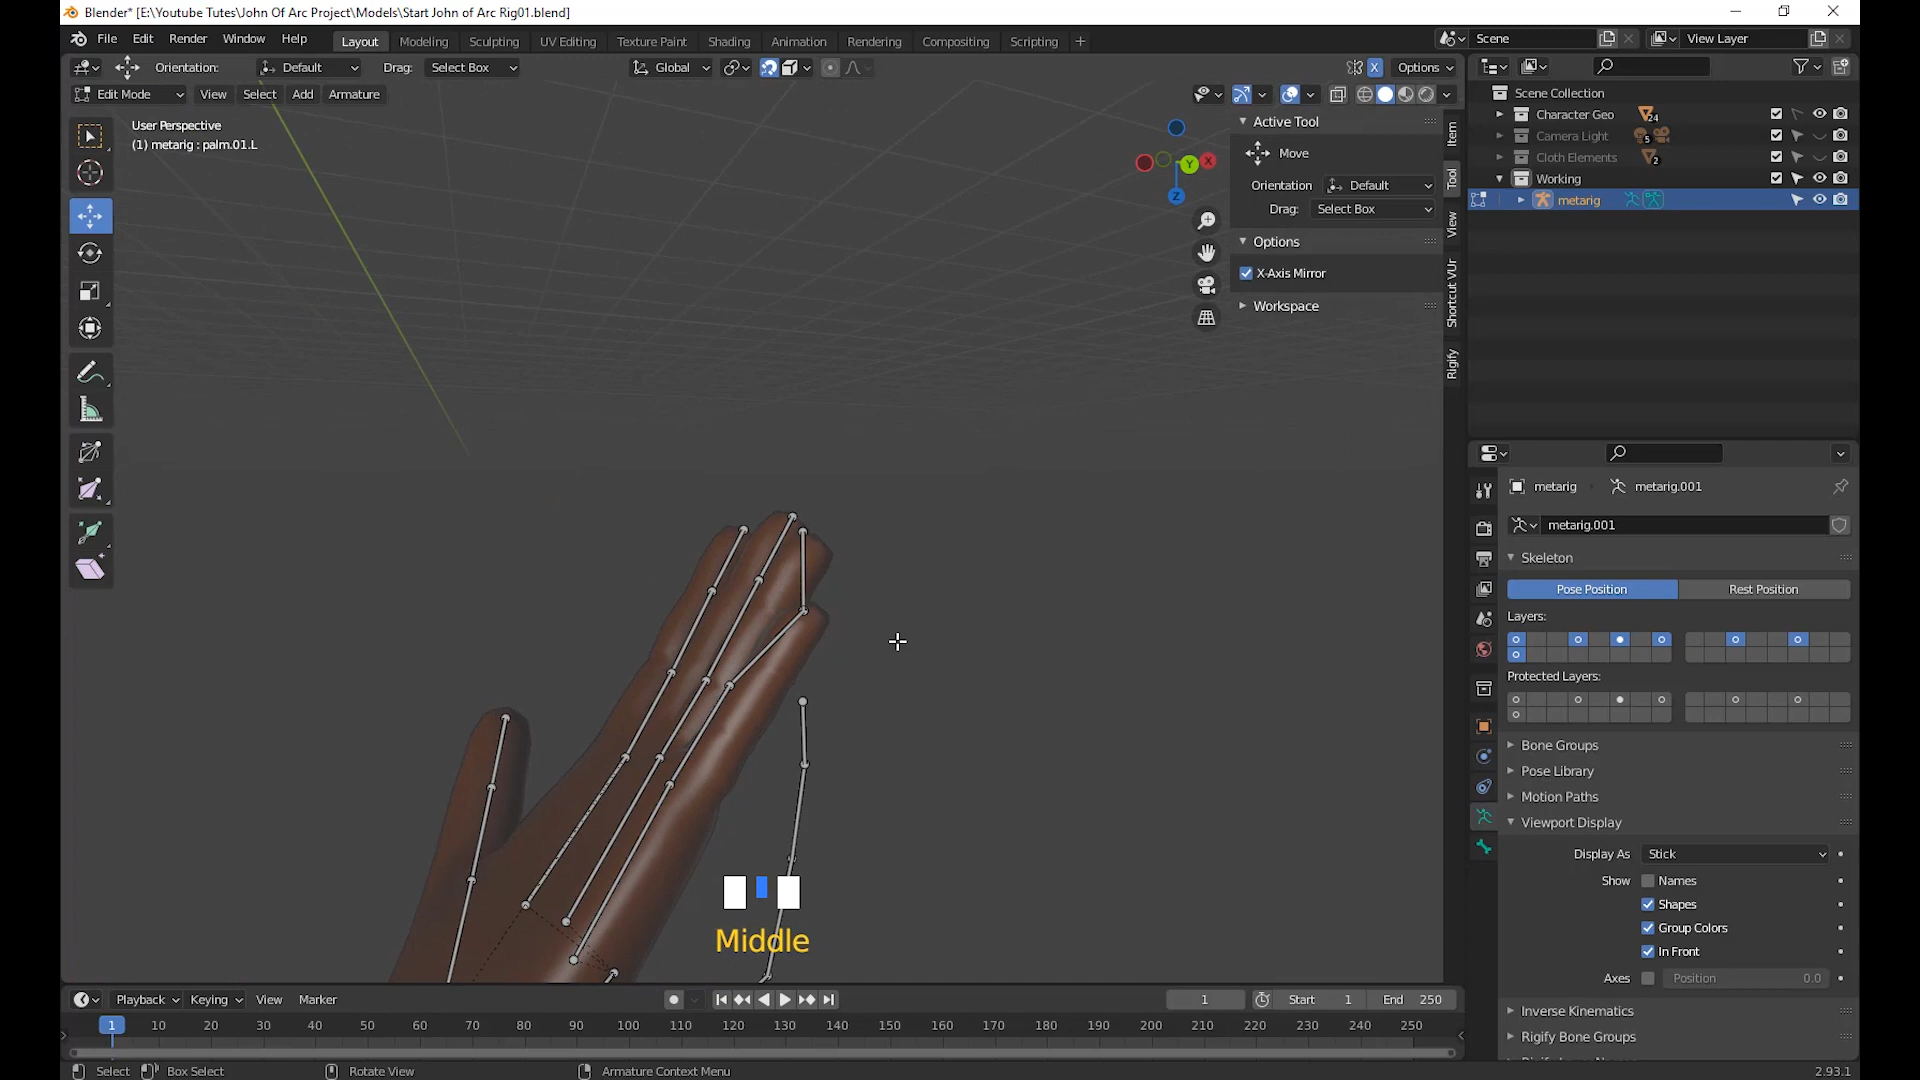 Blender* [E:\Youtube Tutes\John Of Arc Project\Models\Start John of Arc Rig01.blend]
File Edit Render Window Help Layout Modeling Sculpting UV Editing Texture Paint Shading Animation Rendering Compositing Scripting + Scene View Layer
Orientation: Default Drag: Select Box Global X Options
Edit Mode View Select Add Armature
User Perspective
(1) metarig : palm.01.L
Y X
Z
Active Tool
Move
Orientation Default
Drag: Select Box
Options
X-Axis Mirror
Workspace
Item
Tool
View
Shortcut VUr
Rigify
Scene Collection
Character Geo 24
Camera Light 5
Cloth Elements 2
Working
metarig
metarig metarig.001
metarig.001
Skeleton
Pose Position Rest Position
Layers:
Protected Layers:
Bone Groups
Pose Library
Motion Paths
Viewport Display
Display As Stick
Show Names
Shapes
Group Colors
In Front
Axes Position 0.0
Inverse Kinematics
Rigify Bone Groups
Middle
Playback Keying View Marker 1 Start 1 End 250
1 10 20 30 40 50 60 70 80 90 100 110 120 130 140 150 160 170 180 190 200 210 220 230 240 250
Select Box Select Rotate View Armature Context Menu 2.93.1